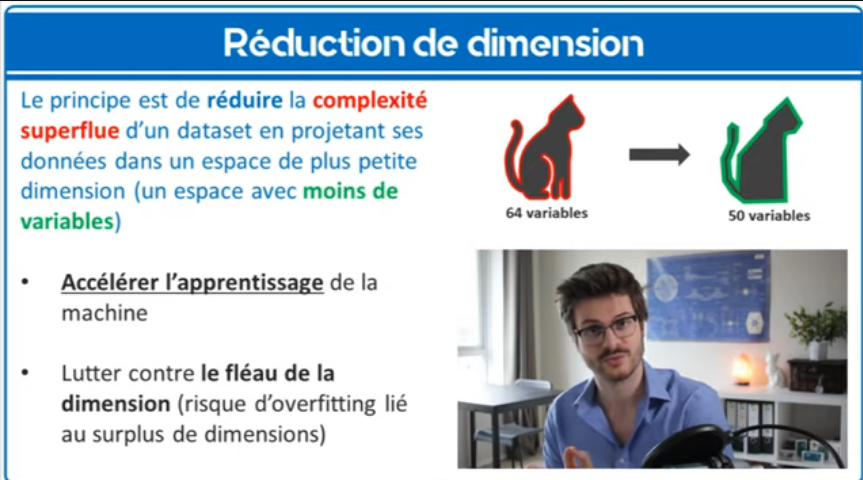 Réduction de dimension
Le principe est de réduire la complexité
superflue d'un dataset en projetant ses
données dans un espace de plus petite
dimension (un espace avec moins de
variables)
64 variables
50 variables
• Accélérer l'apprentissage de la
machine
• Lutter contre le fléau de la
dimension (risque d'overfitting lié
au surplus de dimensions)